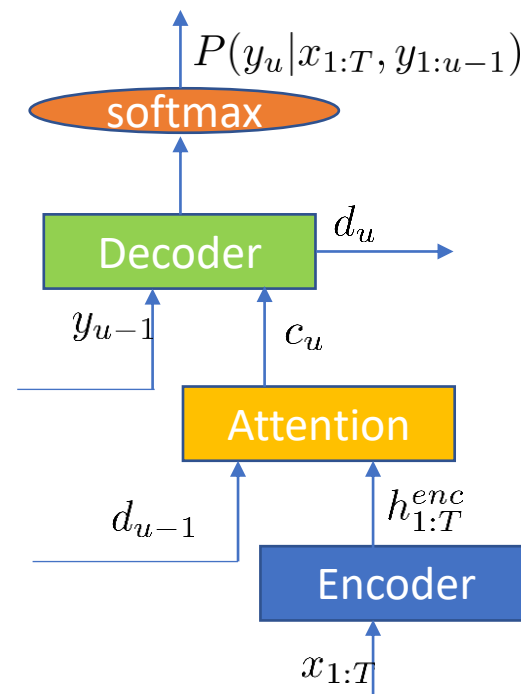 P(y_u|x_{1:T}, y_{1:u-1})
softmax
d_u
Decoder
y_{u-1}
c_u
Attention
d_{u-1}
h_{1:T}^{enc}
Encoder
x_{1:T}